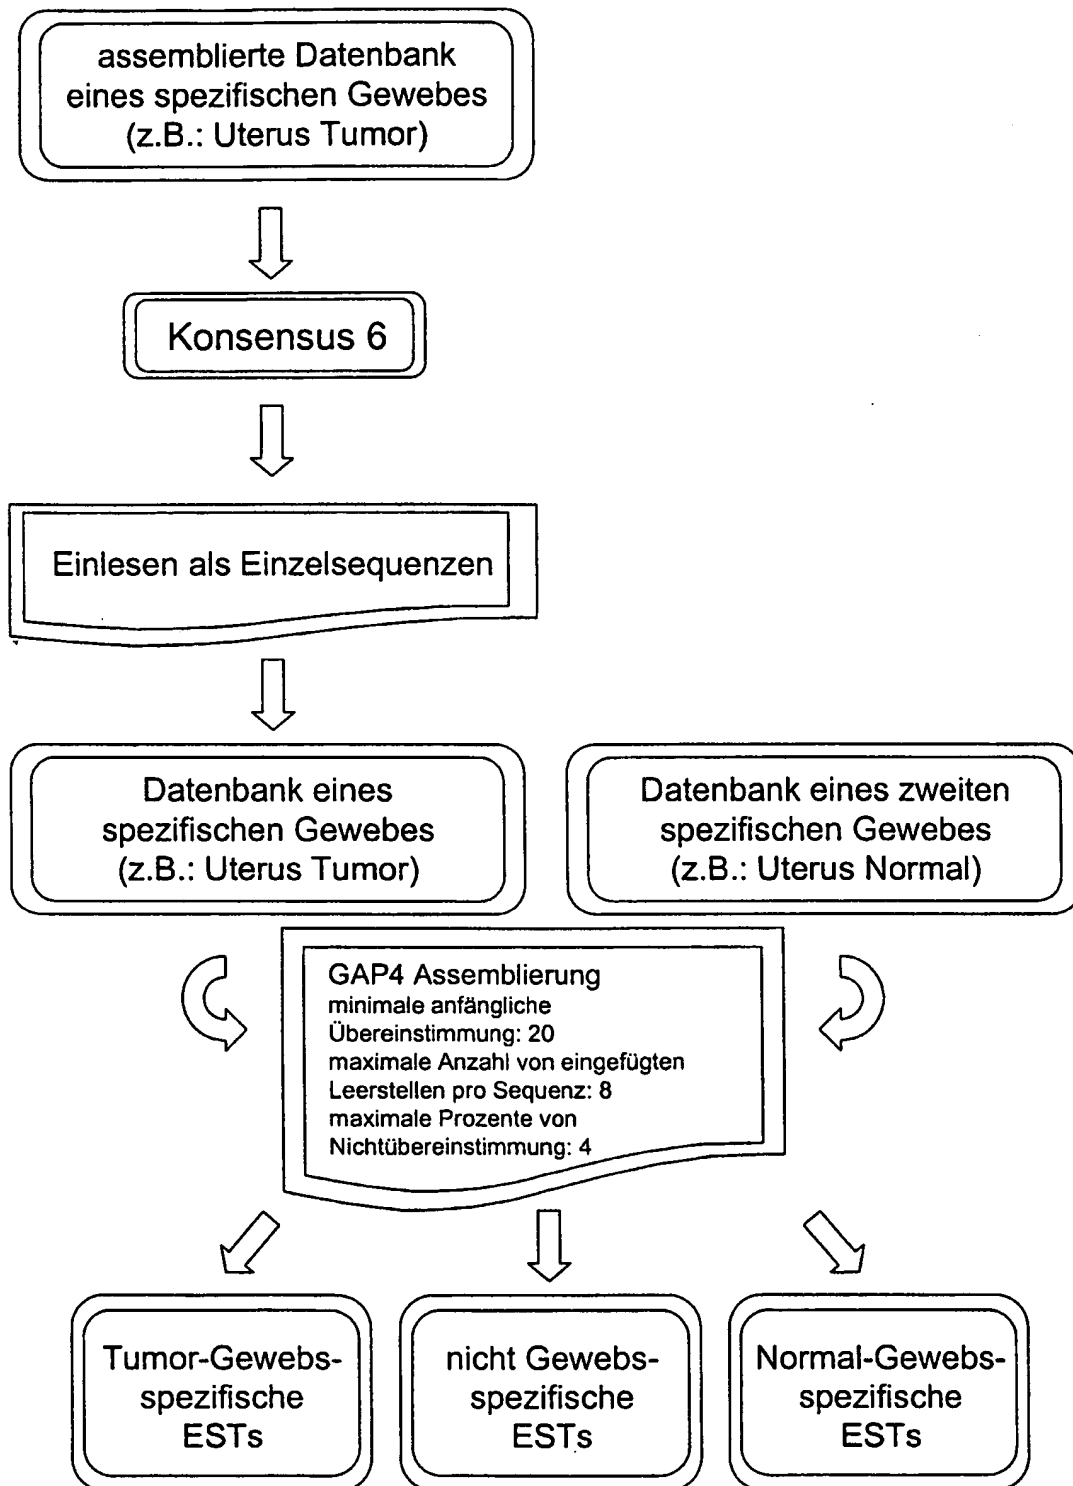 assemblierte Datenbank
eines spezifischen Gewebes
(z.B.: Uterus Tumor)
Konsensus 6
Einlesen als Einzelsequenzen
Datenbank eines
spezifischen Gewebes
(z.B.: Uterus Tumor)
Datenbank eines zweiten
spezifischen Gewebes
(z.B.: Uterus Normal)
GAP4 Assemblierung
minimale anfängliche
Übereinstimmung: 20
maximale Anzahl von eingefügten
Leerstellen pro Sequenz: 8
maximale Prozente von
Nichtübereinstimmung: 4
Tumor-Gewebs-
spezifische
ESTs
nicht Gewebs-
spezifische
ESTs
Normal-Gewebs-
spezifische
ESTs